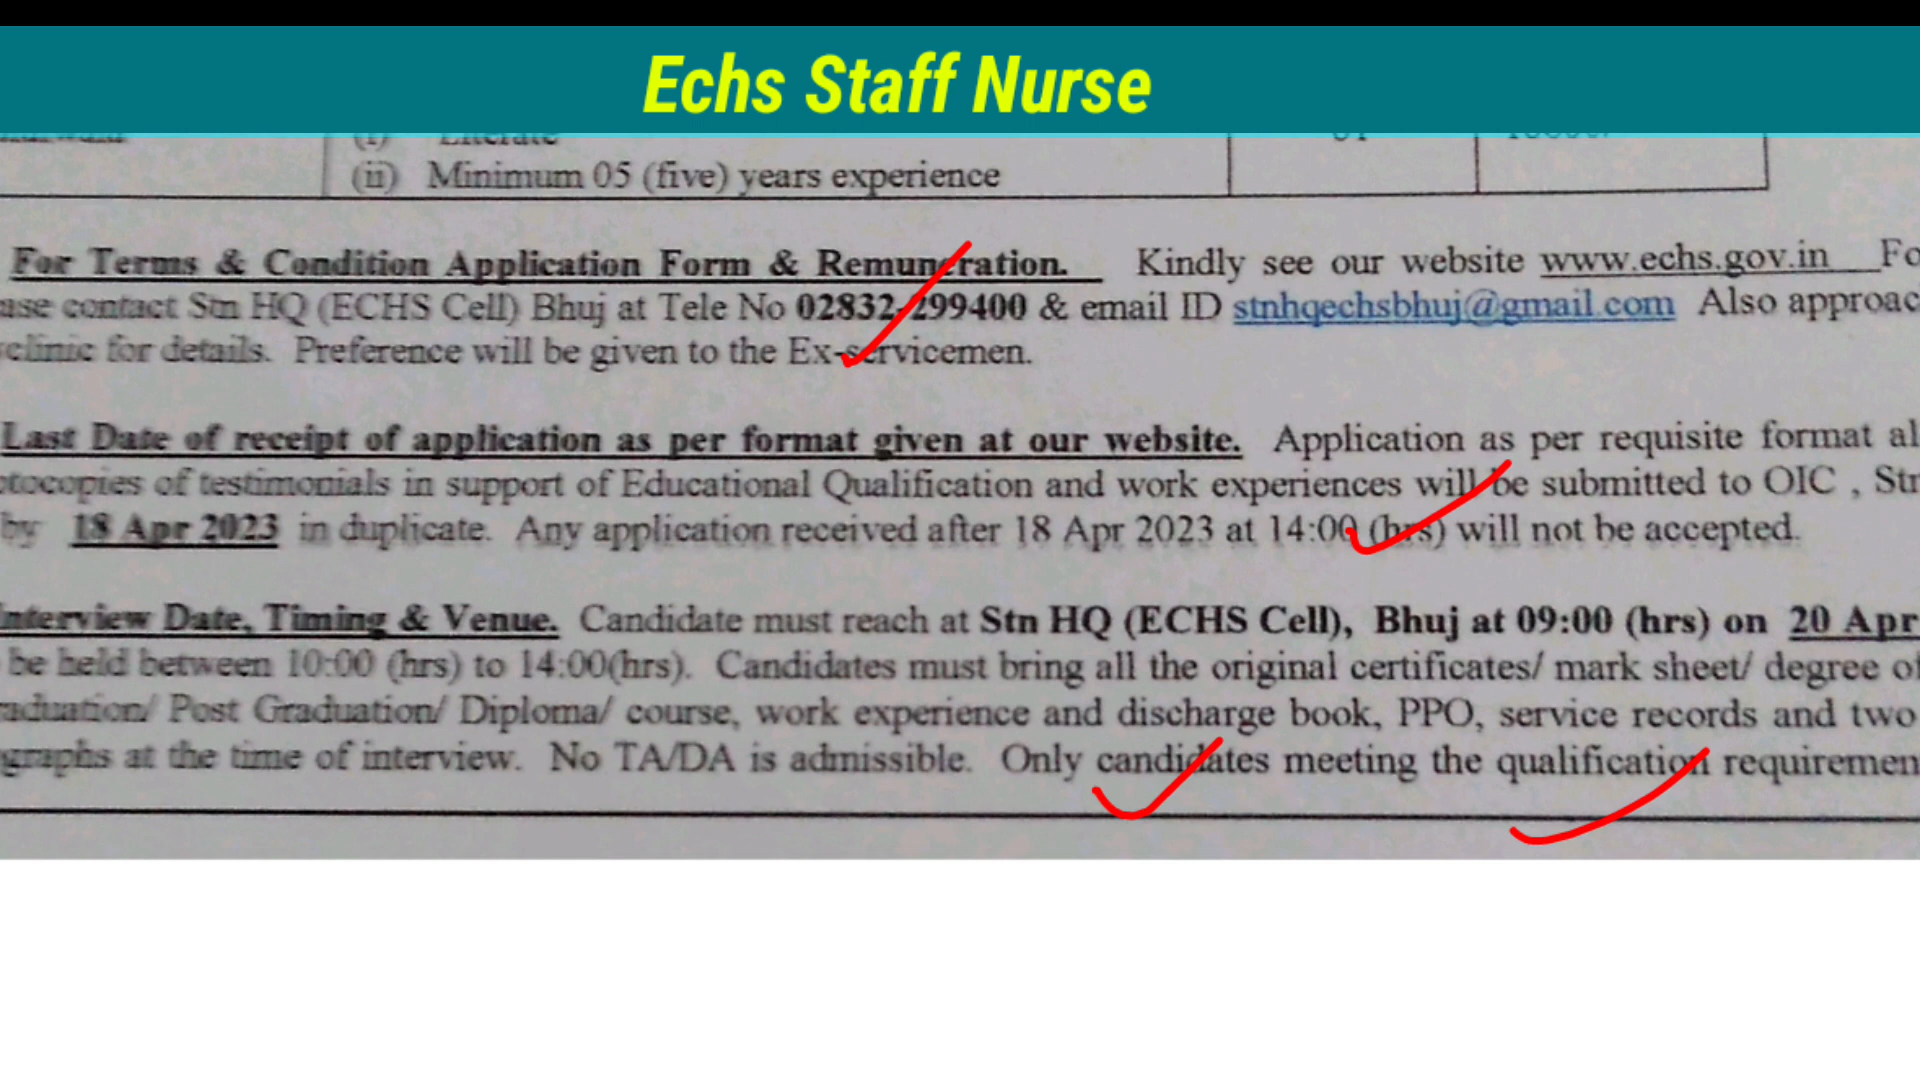 Echs Staff Nurse
(i) Literate
(ii) Minimum 05 (five) years experience
For Terms & Condition Application Form & Remuneration. Kindly see our website www.echs.gov.in Fo
ase contact Stn HQ (ECHS Cell) Bhuj at Tele No 02832-299400 & email ID stnhqechsbhuj@gmail.com Also approac
clinic for details. Preference will be given to the Ex-servicemen.
Last Date of receipt of application as per format given at our website. Application as per requisite format al
otocopies of testimonials in support of Educational Qualification and work experiences will be submitted to OIC , Stn
by 18 Apr 2023 in duplicate. Any application received after 18 Apr 2023 at 14:00 (hrs) will not be accepted.
nterview Date, Timing & Venue. Candidate must reach at Stn HQ (ECHS Cell), Bhuj at 09:00 (hrs) on 20 Apr
be held between 10:00 (hrs) to 14:00(hrs). Candidates must bring all the original certificates/ mark sheet/ degree of
raduation/ Post Graduation/ Diploma/ course, work experience and discharge book, PPO, service records and two
graphs at the time of interview. No TA/DA is admissible. Only candidates meeting the qualification requiremen